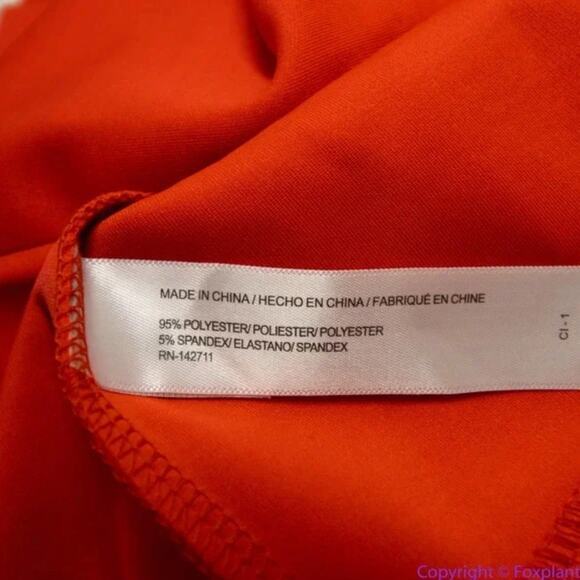 MADE IN CHINA / HECHO EN CHINA / FABRIQUÉ EN CHINE
95% POLYESTER/ POLIESTER/ POLYESTER
5% SPANDEX/ ELASTANO/ SPANDEX
RN-142711
CI - 1
Copyright © Foxplant